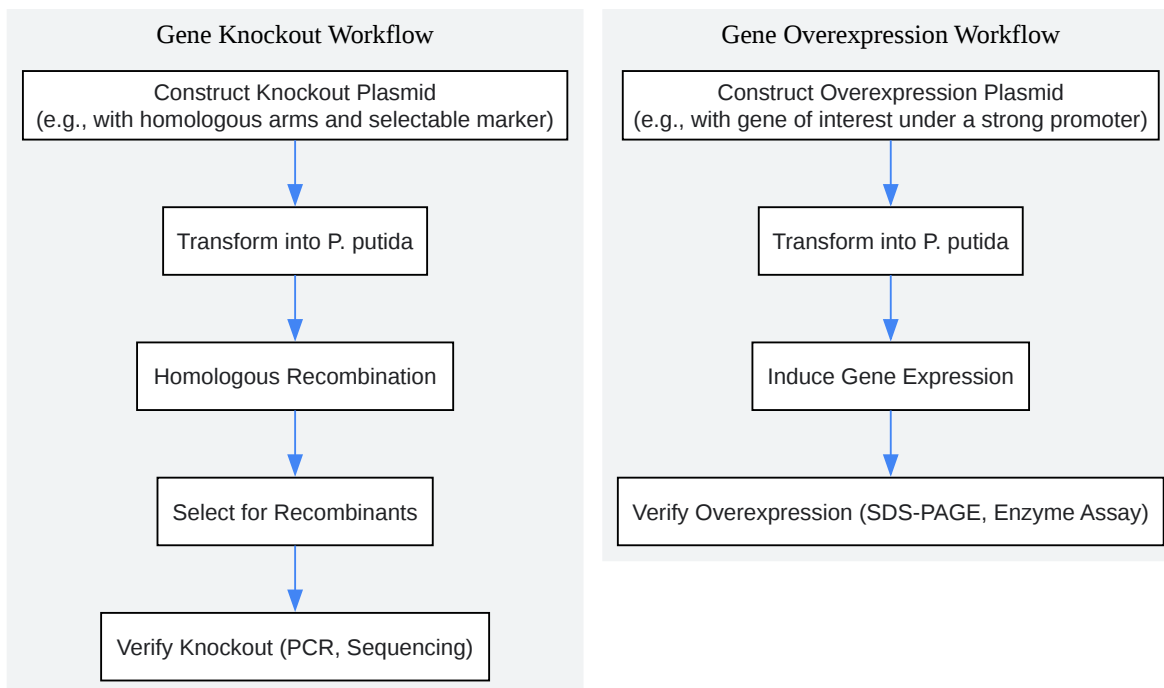 Gene Knockout Workflow
Construct Knockout Plasmid
(e.g., with homologous arms and selectable marker)
Transform into P. putida
Homologous Recombination
Select for Recombinants
Verify Knockout (PCR, Sequencing)
Gene Overexpression Workflow
Construct Overexpression Plasmid
(e.g., with gene of interest under a strong promoter)
Transform into P. putida
Induce Gene Expression
Verify Overexpression (SDS-PAGE, Enzyme Assay)